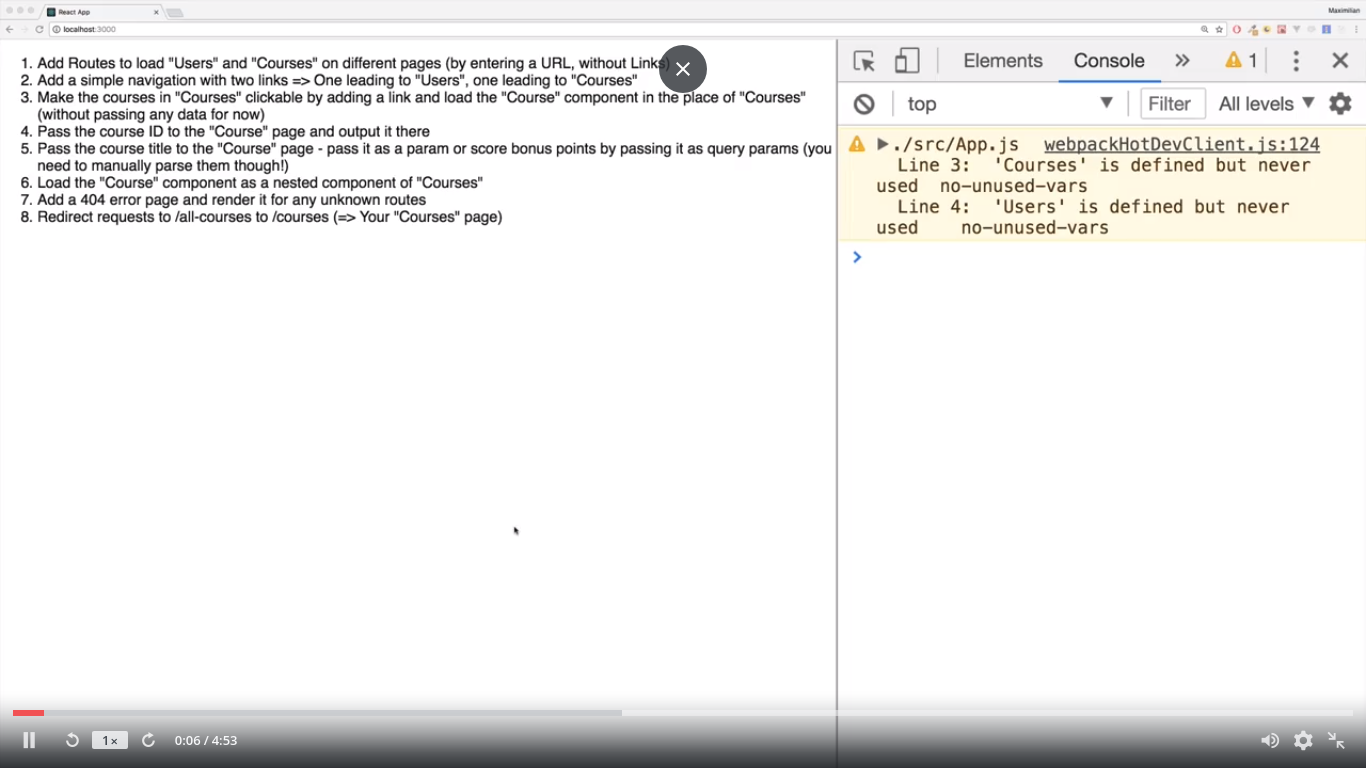 React App
Maximilian
localhost:3000
1. Add Routes to load "Users" and "Courses" on different pages (by entering a URL, without Links)
2. Add a simple navigation with two links => One leading to "Users", one leading to "Courses"
3. Make the courses in "Courses" clickable by adding a link and load the "Course" component in the place of "Courses"
(without passing any data for now)
4. Pass the course ID to the "Course" page and output it there
5. Pass the course title to the "Course" page - pass it as a param or score bonus points by passing it as query params (you
need to manually parse them though!)
6. Load the "Course" component as a nested component of "Courses"
7. Add a 404 error page and render it for any unknown routes
8. Redirect requests to /all-courses to /courses (=> Your "Courses" page)
Elements Console 1
top Filter All levels
./src/App.js webpackHotDevClient.js:124
Line 3: 'Courses' is defined but never
used no-unused-vars
Line 4: 'Users' is defined but never
used no-unused-vars
1× 0:06 / 4:53